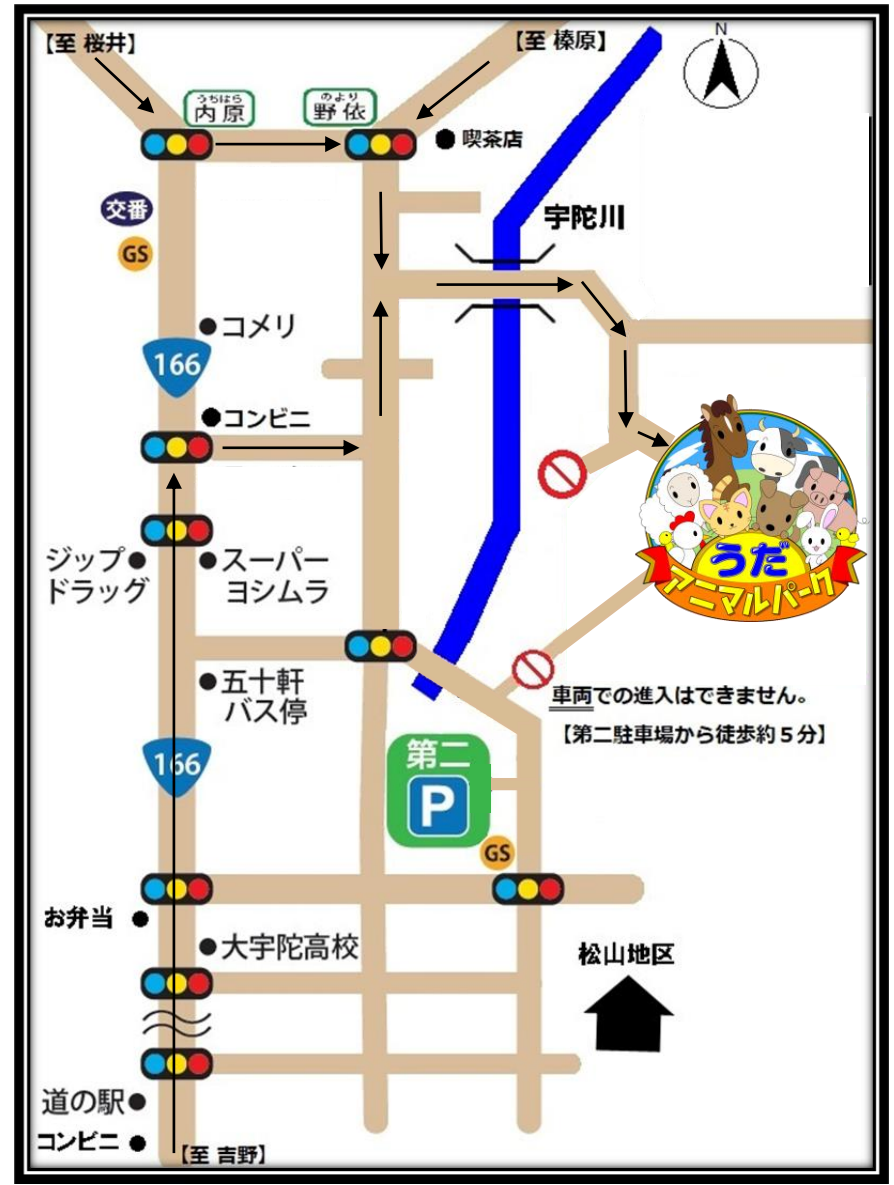 【至 桜井】
【至 榛原】
N
うちはら
内原
のより
野依
喫茶店
交番
宇陀川
GS
コメリ
166
コンビニ
ジップ
ドラッグ
スーパー
ヨシムラ
うだ
アニマルパーク
五十軒
バス停
車両での進入はできません。
【第二駐車場から徒歩約５分】
166
第二
P
GS
お弁当
大宇陀高校
松山地区
道の駅
コンビニ
【至 吉野】